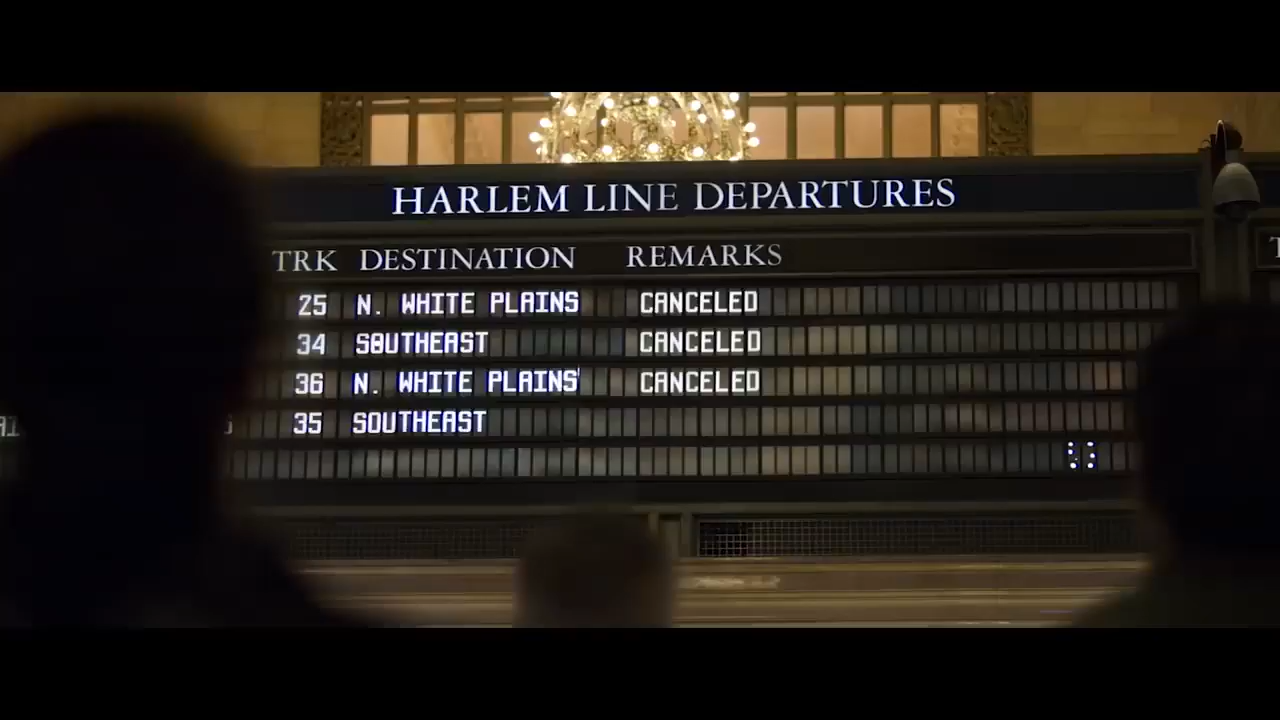 HARLEM LINE DEPARTURES
TRK DESTINATION REMARKS
25 N. WHITE PLAINS CANCELED
34 SOUTHEAST CANCELED
36 N. WHITE PLAINS CANCELED
35 SOUTHEAST